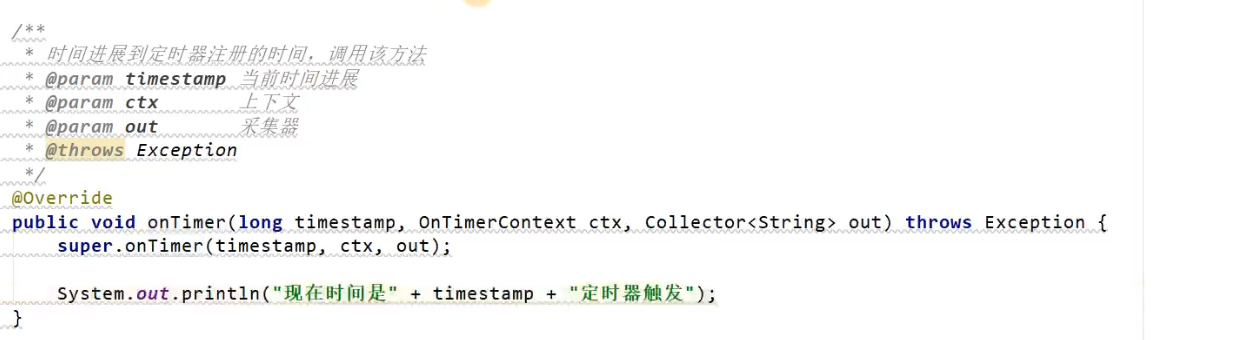 /**
 * 时间进展到定时器注册的时间，调用该方法
 * @param timestamp 当前时间进展
 * @param ctx       上下文
 * @param out       采集器
 * @throws Exception
 */
@Override
public void onTimer(long timestamp, OnTimerContext ctx, Collector<String> out) throws Exception {
    super.onTimer(timestamp, ctx, out);
    System.out.println("现在时间是" + timestamp + "定时器触发");
}